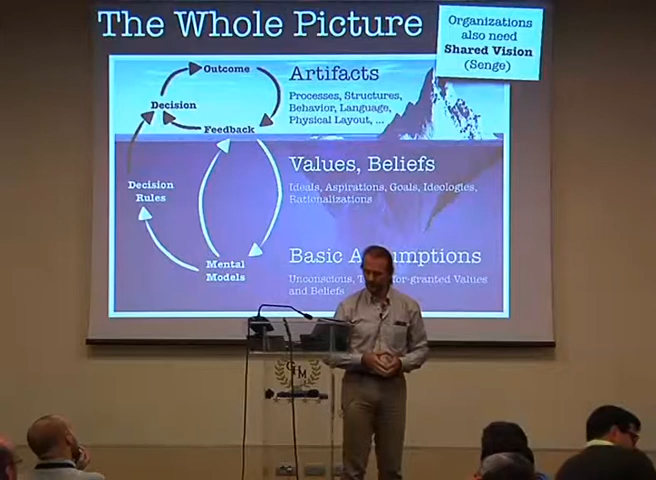 The Whole Picture
Organizations
also need
Shared Vision
(Senge)
Outcome
Decision
Feedback
Decision
Rules
Mental
Models
Artifacts
Processes, Structures,
Behavior, Language,
Physical Layout, ...
Values, Beliefs
Ideals, Aspirations, Goals, Ideologies,
Rationalizations
Basic A mptions
Unconscious, T for-granted Values
and Beliefs
GHM